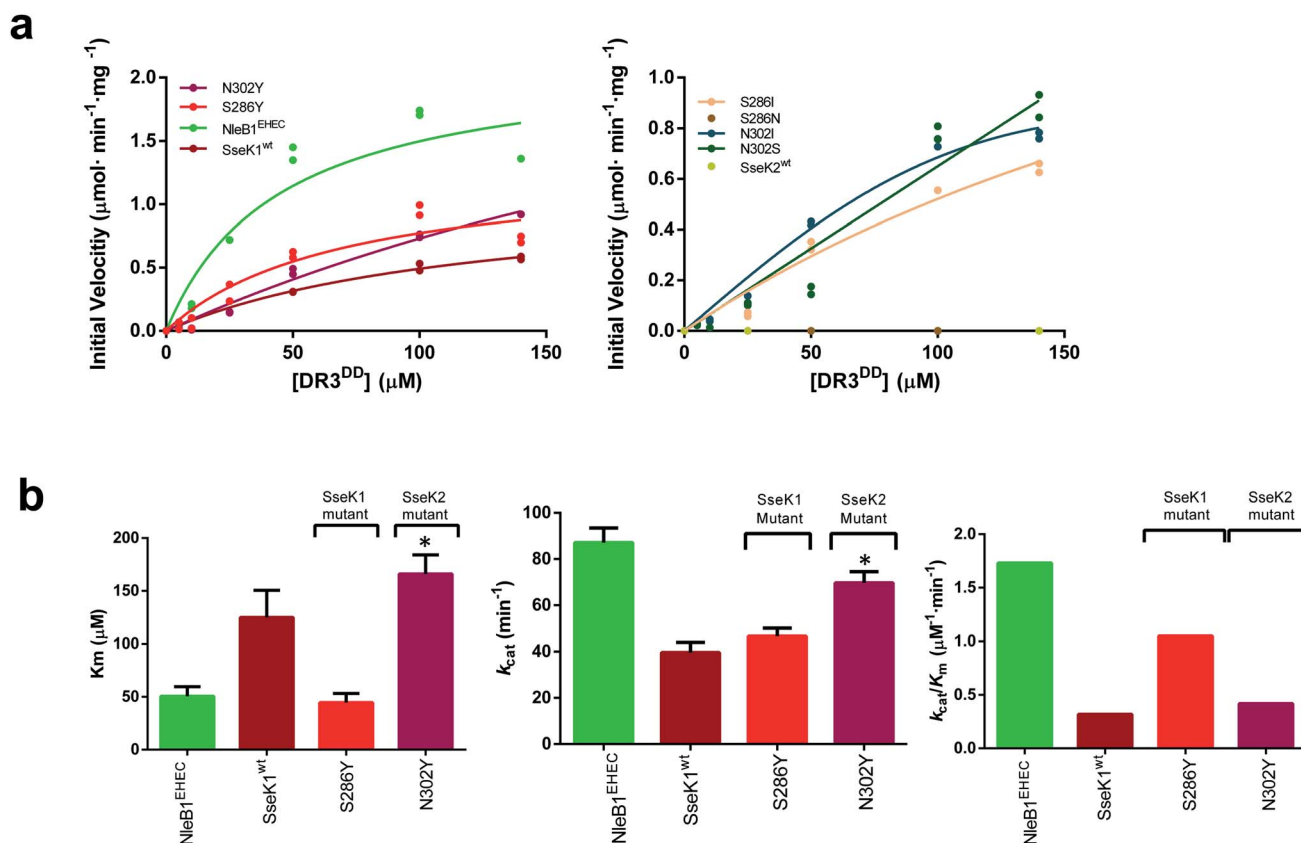 a
Initial Velocitiy (μmol· min⁻¹·mg ⁻¹)
2.0
1.5
1.0
0.5
0.0
N302Y
S286Y
NleB1ᴱᴴᴱᶜ
SseK1ʷᵗ
0
50
100
150
[DR3ᴰᴰ] (μM)
Initial Velocitiy (μmol· min⁻¹·mg ⁻¹)
1.0
0.8
0.6
0.4
0.2
0.0
S286I
S286N
N302I
N302S
SseK2ʷᵗ
0
50
100
150
[DR3ᴰᴰ] (μM)
b
SseK1
mutant
SseK2
mutant
*
Km (μM)
200
150
100
50
0
NleB1ᴱᴴᴱᶜ
SseK1ʷᵗ
S286Y
N302Y
SseK1
Mutant
SseK2
Mutant
*
kcat (min⁻¹)
100
80
60
40
20
0
NleB1ᴱᴴᴱᶜ
SseK1ʷᵗ
S286Y
N302Y
SseK1
mutant
SseK2
mutant
kcat/Km (μM⁻¹·min⁻¹)
2.0
1.5
1.0
0.5
0.0
NleB1ᴱᴴᴱᶜ
SseK1ʷᵗ
S286Y
N302Y